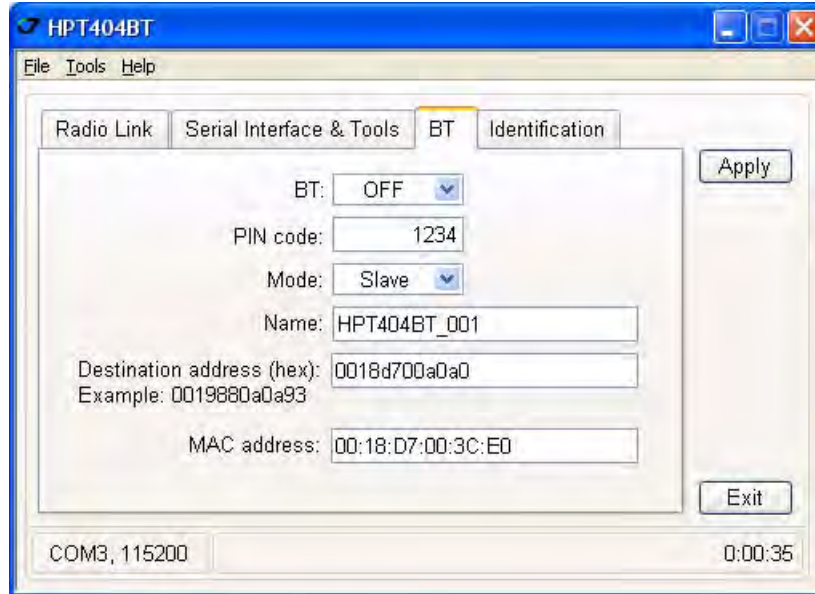 HPT404BT
File Tools Help
Radio Link Serial Interface & Tools BT Identification
Apply
BT: OFF
PIN code: 1234
Mode: Slave
Name: HPT404BT_001
Destination address (hex): 0018d700a0a0
Example: 0019880a0a93
MAC address: 00:18:D7:00:3C:E0
Exit
COM3, 115200 0:00:35